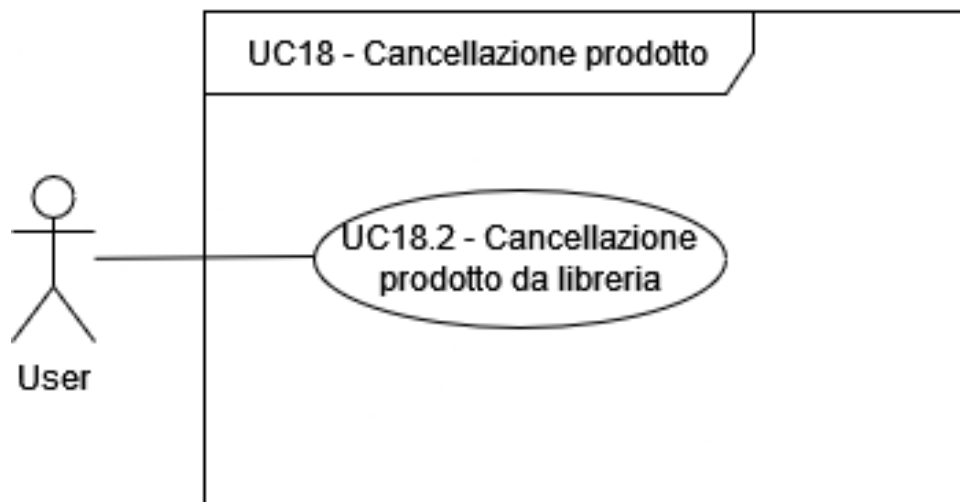 UC18 - Cancellazione prodotto
UC18.2 - Cancellazione
prodotto da libreria
User